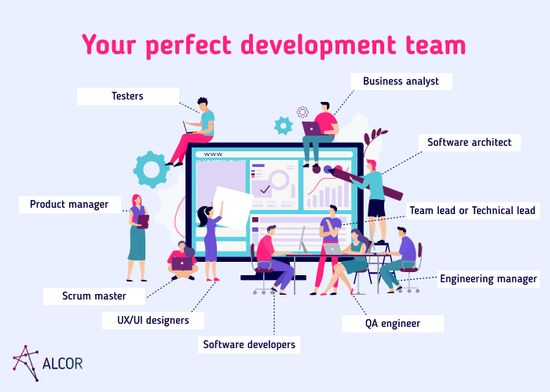 Your perfect development team
Business analyst
Testers
www
Software architect
Product manager
Team lead or Technical lead
Engineering manager
Scrum master
UX/UI designers
QA engineer
Software developers
ALCOR